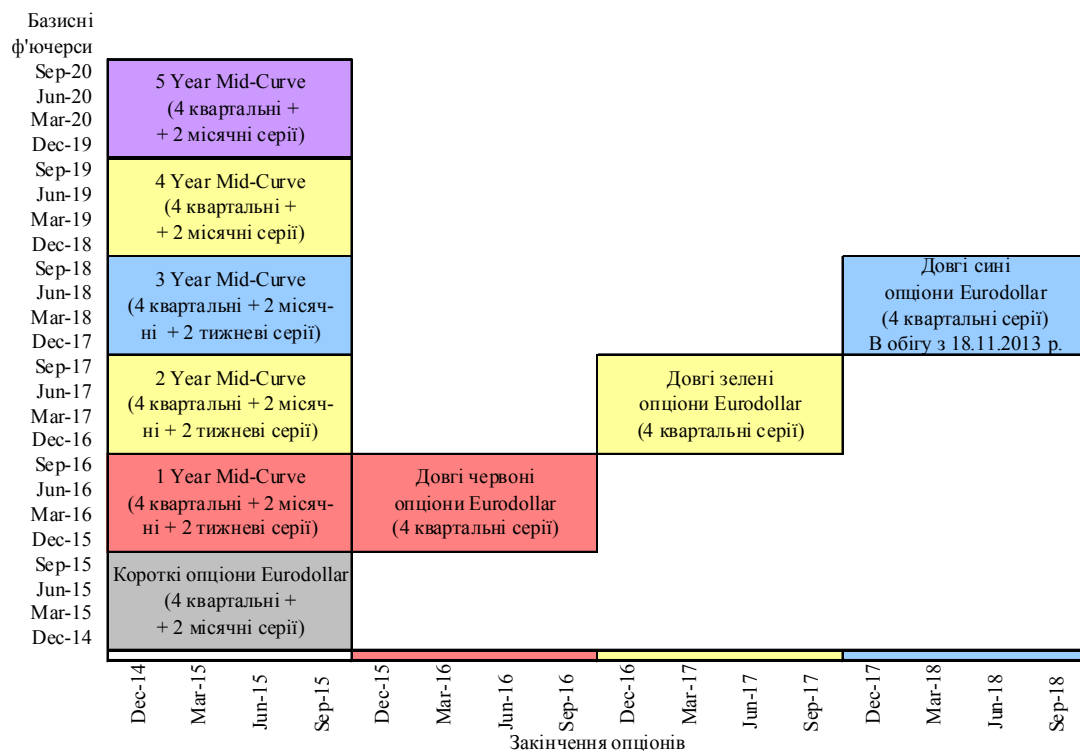 Базисні
ф'ючерси
Sep-20
Jun-20
Mar-20
Dec-19
5 Year Mid-Curve
(4 квартальні +
+ 2 місячні серії)
Sep-19
Jun-19
Mar-19
Dec-18
4 Year Mid-Curve
(4 квартальні +
+ 2 місячні серії)
Sep-18
Jun-18
Mar-18
Dec-17
3 Year Mid-Curve
(4 квартальні + 2 місяч-
ні + 2 тижневі серії)
Довгі сині
опціони Eurodollar
(4 квартальні серії)
В обігу з 18.11.2013 р.
Sep-17
Jun-17
Mar-17
Dec-16
2 Year Mid-Curve
(4 квартальні + 2 місяч-
ні + 2 тижневі серії)
Довгі зелені
опціони Eurodollar
(4 квартальні серії)
Sep-16
Jun-16
Mar-16
Dec-15
1 Year Mid-Curve
(4 квартальні + 2 місяч-
ні + 2 тижневі серії)
Довгі червоні
опціони Eurodollar
(4 квартальні серії)
Sep-15
Jun-15
Mar-15
Dec-14
Короткі опціони Eurodollar
(4 квартальні +
+ 2 місячні серії)
Dec-14
Mar-15
Jun-15
Sep-15
Dec-15
Mar-16
Jun-16
Sep-16
Dec-16
Mar-17
Jun-17
Sep-17
Dec-17
Mar-18
Jun-18
Sep-18
Закінчення опціонів